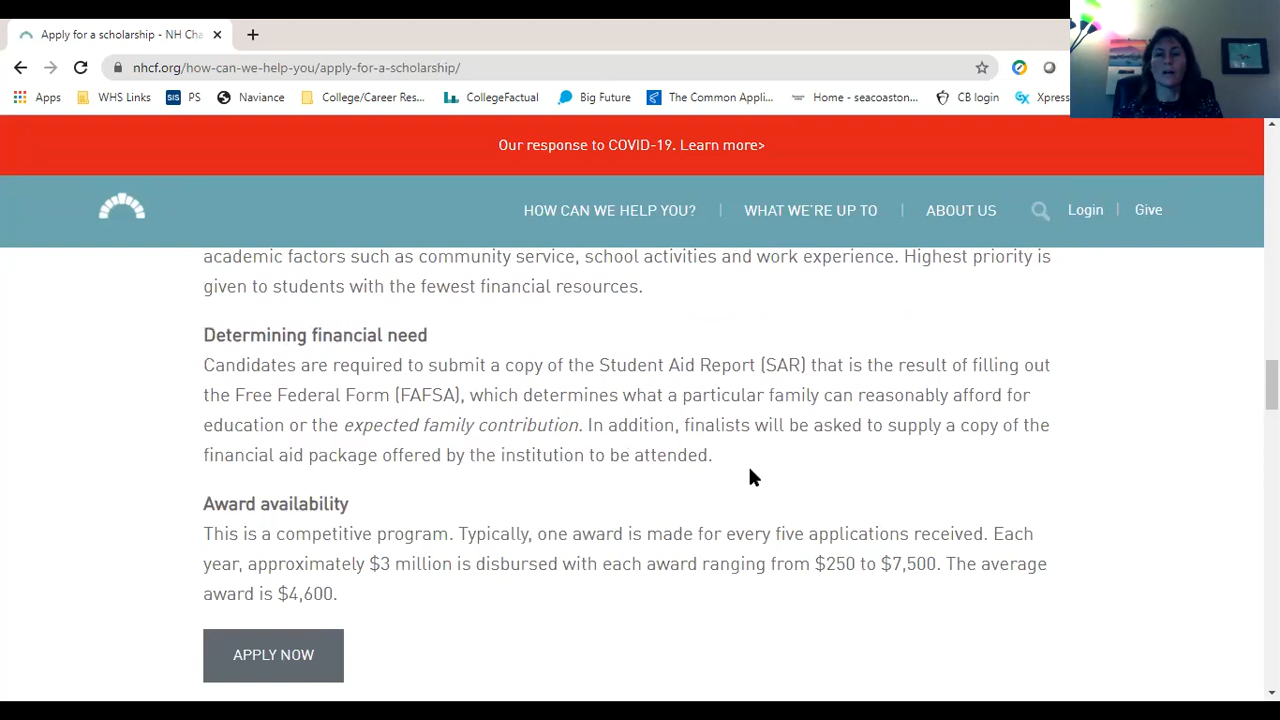 Apply for a scholarship - NH Cha
nhcf.org/how-can-we-help-you/apply-for-a-scholarship/
Apps WHS Links SIS PS Naviance College/Career Res... CollegeFactual Big Future The Common Appli... Home - seacoaston... CB login Xpress
Our response to COVID-19. Learn more>
HOW CAN WE HELP YOU? | WHAT WE'RE UP TO | ABOUT US Login | Give
academic factors such as community service, school activities and work experience. Highest priority is
given to students with the fewest financial resources.
Determining financial need
Candidates are required to submit a copy of the Student Aid Report (SAR) that is the result of filling out
the Free Federal Form (FAFSA), which determines what a particular family can reasonably afford for
education or the expected family contribution. In addition, finalists will be asked to supply a copy of the
financial aid package offered by the institution to be attended.
Award availability
This is a competitive program. Typically, one award is made for every five applications received. Each
year, approximately $3 million is disbursed with each award ranging from $250 to $7,500. The average
award is $4,600.
APPLY NOW